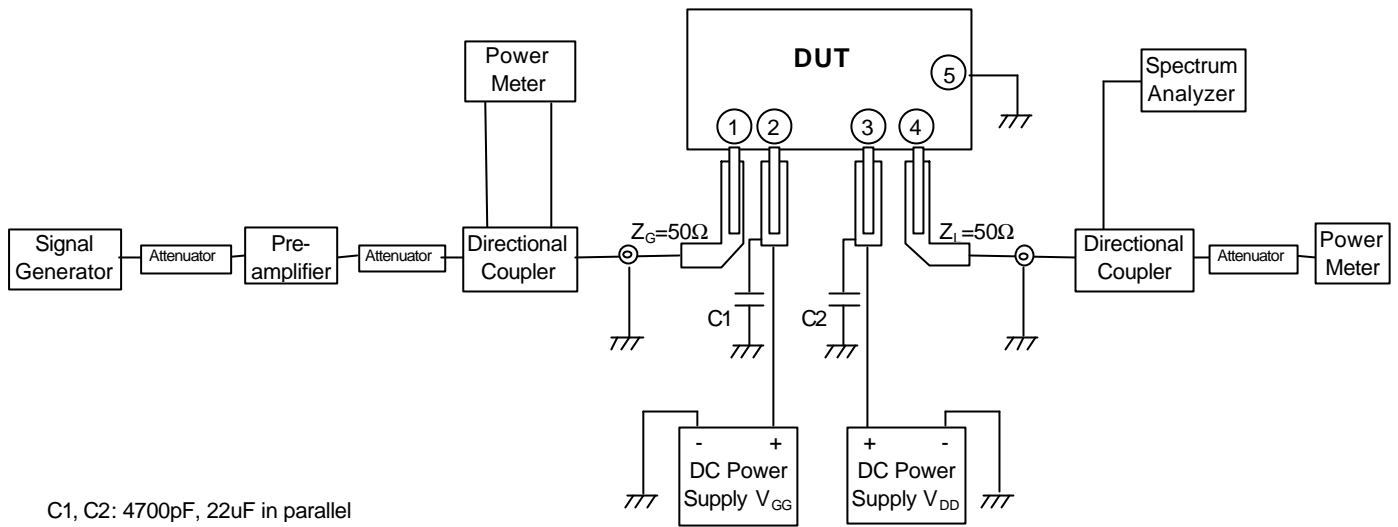 DUT
Power
Meter
5
Spectrum
Analyzer
1
2
3
4
Signal
Generator
Attenuator
Pre-
amplifier
Attenuator
Directional
Coupler
Z_G=50Ω
Z_L=50Ω
Directional
Coupler
Attenuator
Power
Meter
C1
C2
- +
DC Power
Supply V_GG
+ -
DC Power
Supply V_DD
C1, C2: 4700pF, 22uF in parallel